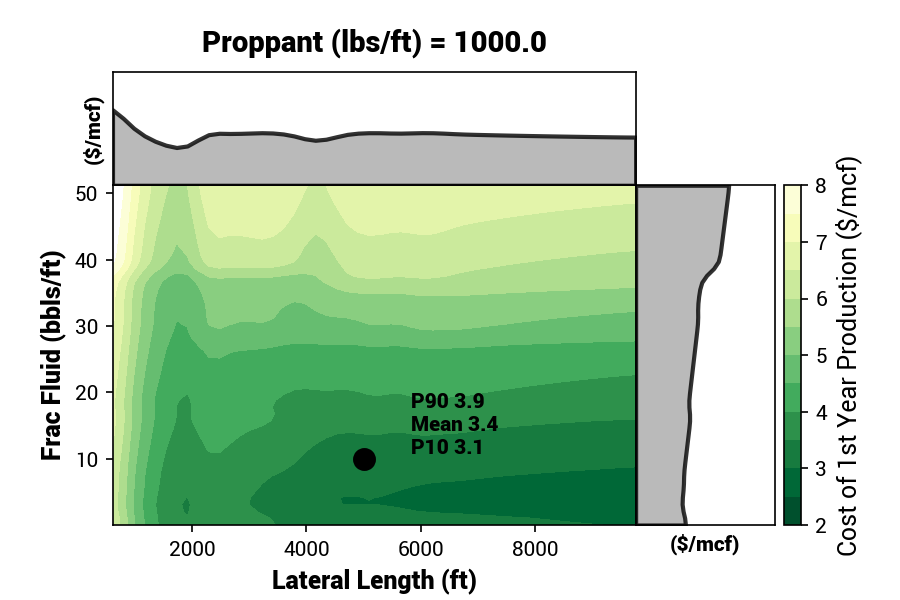 Proppant (lbs/ft) = 1000.0
($/mcf)
50
40
30
20
10
Frac Fluid (bbls/ft)
P90 3.9
Mean 3.4
P10 3.1
2000 4000 6000 8000
Lateral Length (ft)
($/mcf)
8
7
6
5
4
3
2
Cost of 1st Year Production ($/mcf)